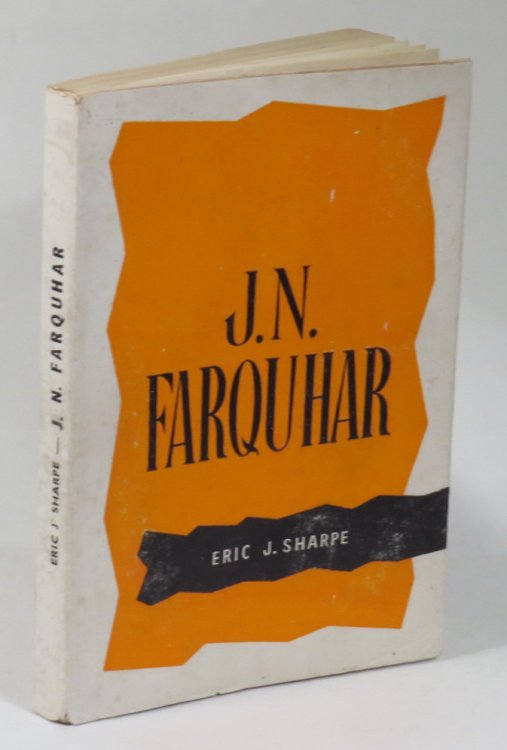 J.N.
FARQUHAR
ERIC J. SHARPE
ERIC J SHARPE — J. N. FARQUHAR